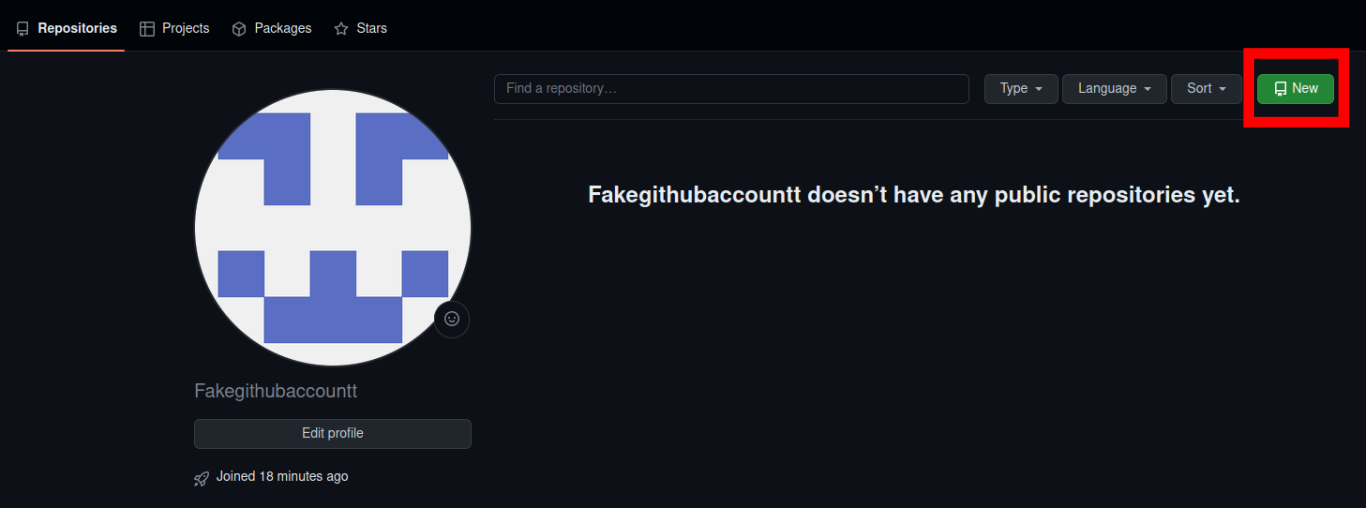 Repositories Projects Packages Stars
Find a repository… Type Language Sort New
Fakegithubaccountt doesn’t have any public repositories yet.
Fakegithubaccountt
Edit profile
Joined 18 minutes ago